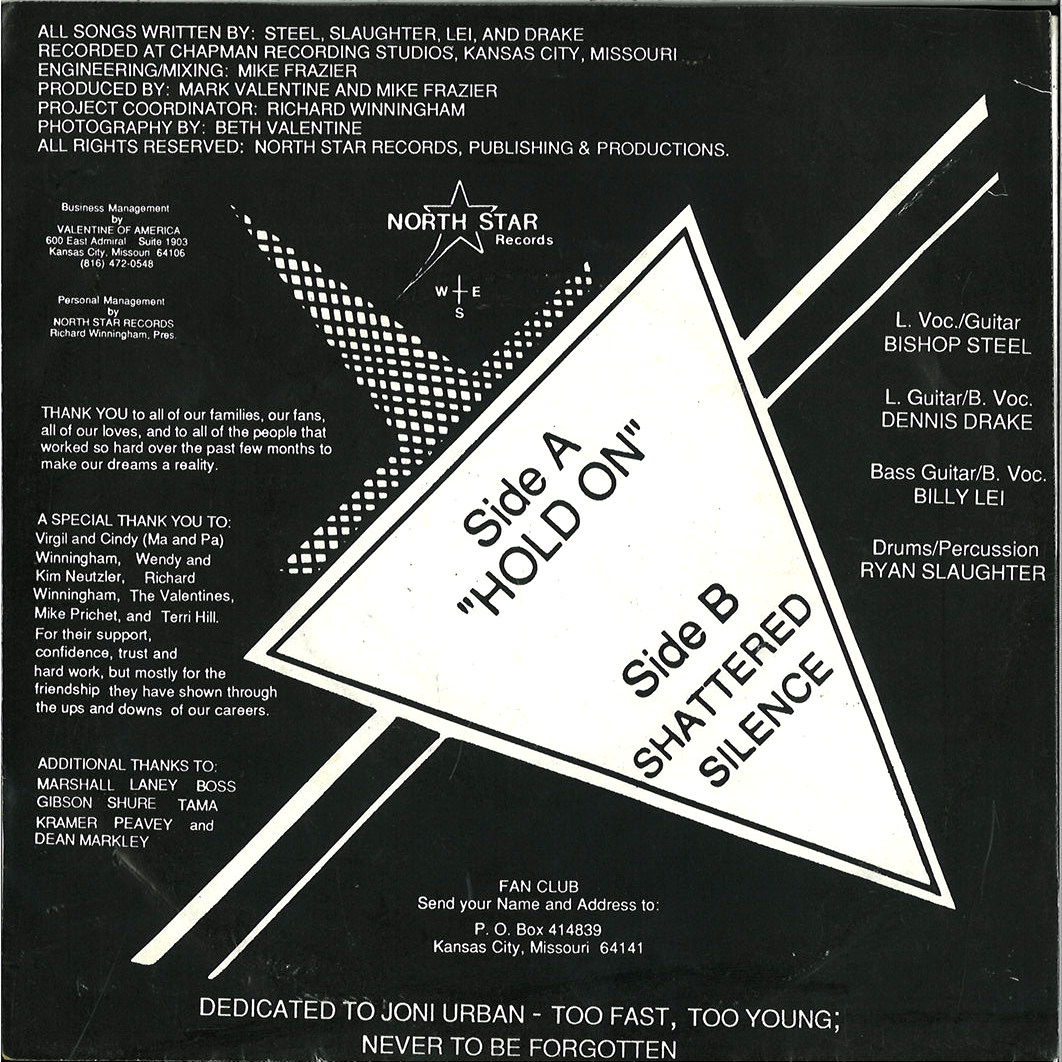 ALL SONGS WRITTEN BY: STEEL, SLAUGHTER, LEI, AND DRAKE
RECORDED AT CHAPMAN RECORDING STUDIOS, KANSAS CITY, MISSOURI
ENGINEERING/MIXING: MIKE FRAZIER
PRODUCED BY: MARK VALENTINE AND MIKE FRAZIER
PROJECT COORDINATOR: RICHARD WINNINGHAM
PHOTOGRAPHY BY: BETH VALENTINE
ALL RIGHTS RESERVED: NORTH STAR RECORDS, PUBLISHING & PRODUCTIONS.
Business Management
by
VALENTINE OF AMERICA
600 East Admiral Suite 1903
Kansas City, Missouri 64106
(816) 472-0548
Personal Management
by
NORTH STAR RECORDS
Richard Winningham, Pres.
NORTH STAR
Records
W E
S
THANK YOU to all of our families, our fans,
all of our loves, and to all of the people that
worked so hard over the past few months to
make our dreams a reality.
A SPECIAL THANK YOU TO:
Virgil and Cindy (Ma and Pa)
Winningham, Wendy and
Kim Neutzler, Richard
Winningham, The Valentines,
Mike Prichet, and Terri Hill.
For their support,
confidence, trust and
hard work, but mostly for the
friendship they have shown through
the ups and downs of our careers.
ADDITIONAL THANKS TO:
MARSHALL LANEY BOSS
GIBSON SHURE TAMA
KRAMER PEAVEY and
DEAN MARKLEY
Side A
"HOLD ON"
Side B
SHATTERED
SILENCE
L. Voc./Guitar
BISHOP STEEL
L. Guitar/B. Voc.
DENNIS DRAKE
Bass Guitar/B. Voc.
BILLY LEI
Drums/Percussion
RYAN SLAUGHTER
FAN CLUB
Send your Name and Address to:
P. O. Box 414839
Kansas City, Missouri 64141
DEDICATED TO JONI URBAN - TOO FAST, TOO YOUNG;
NEVER TO BE FORGOTTEN